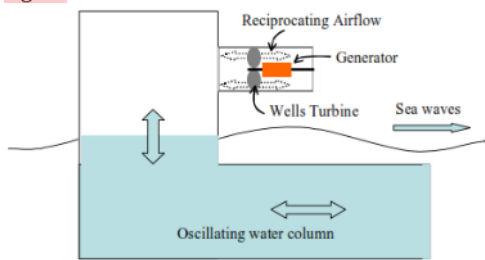 Reciprocating Airflow
Generator
Wells Turbine
Sea waves
Oscillating water column